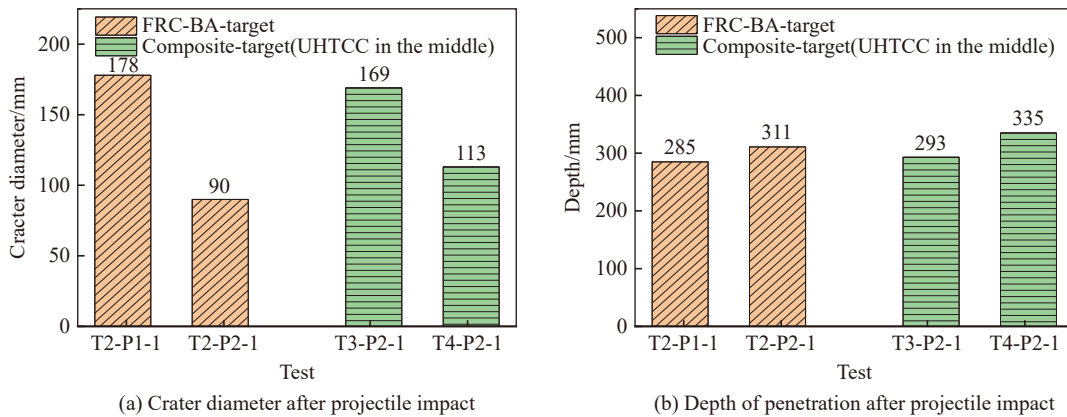 FRC-BA-target
Composite-target(UHTCC in the middle)
200
150
100
50
0
Cracter diameter/mm
178
90
169
113
T2-P1-1 T2-P2-1 T3-P2-1 T4-P2-1
Test
(a) Crater diameter after projectile impact
FRC-BA-target
Composite-target(UHTCC in the middle)
500
400
300
200
100
0
Depth/mm
285
311
293
335
T2-P1-1 T2-P2-1 T3-P2-1 T4-P2-1
Test
(b) Depth of penetration after projectile impact